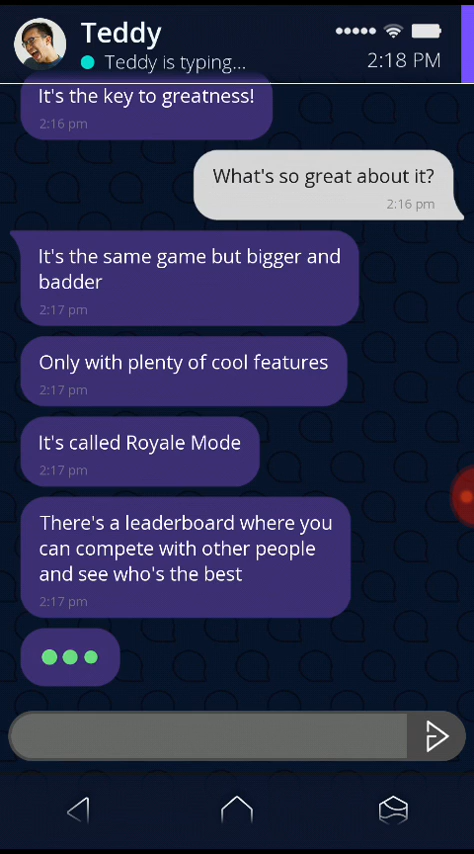 Teddy
Teddy is typing...
2:18 PM
It's the key to greatness!
2:16 pm
What's so great about it?
2:16 pm
It's the same game but bigger and
badder
2:17 pm
Only with plenty of cool features
2:17 pm
It's called Royale Mode
2:17 pm
There's a leaderboard where you
can compete with other people
and see who's the best
2:17 pm